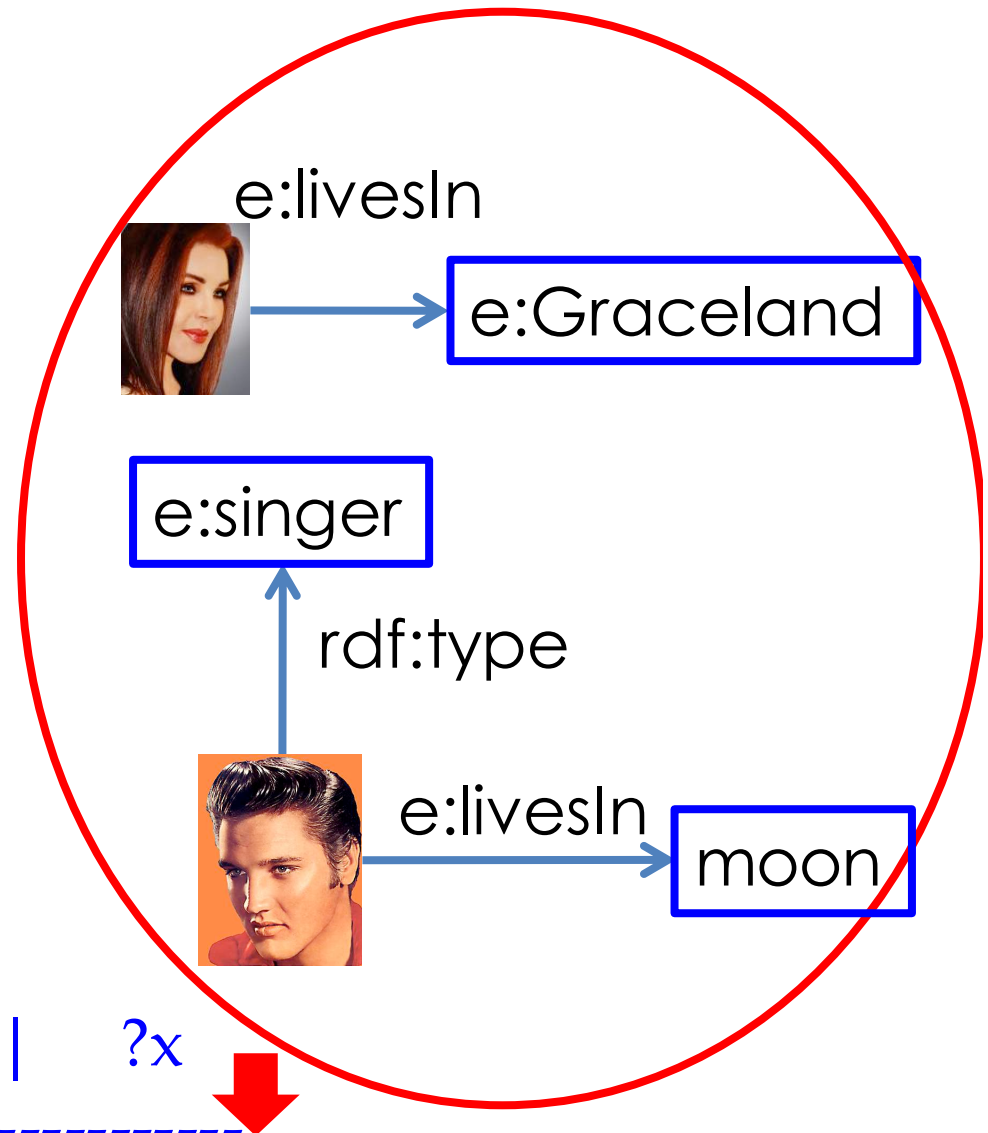 e:livesIn
e:Graceland
e:singer
rdf:type
e:livesIn
moon
| ?x
-----------